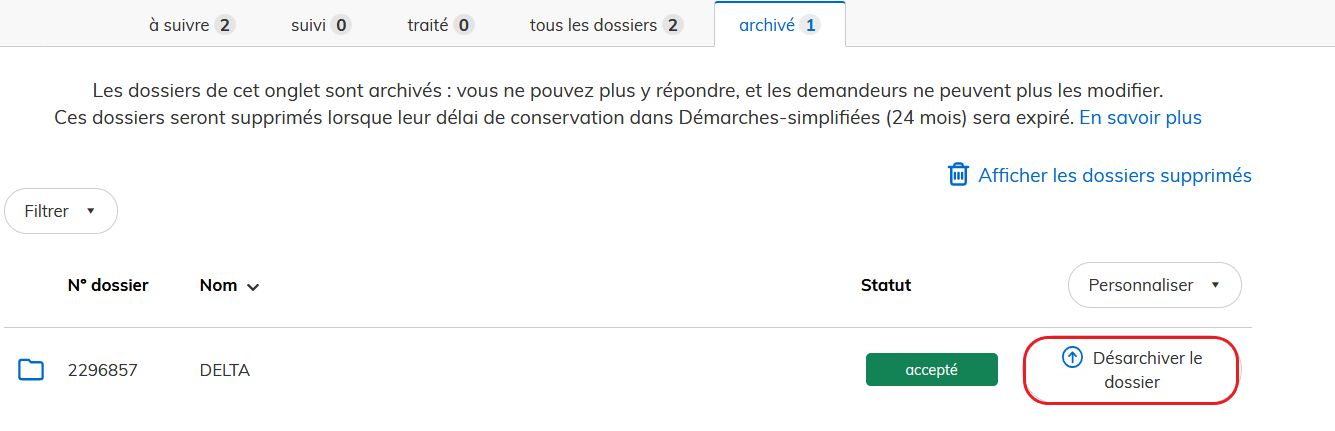 à suivre 2 suivi 0 traité 0 tous les dossiers 2 archivé 1
Les dossiers de cet onglet sont archivés : vous ne pouvez plus y répondre, et les demandeurs ne peuvent plus les modifier.
Ces dossiers seront supprimés lorsque leur délai de conservation dans Démarches-simplifiées (24 mois) sera expiré. En savoir plus
Afficher les dossiers supprimés
Filtrer
Nº dossier Nom Statut Personnaliser
2296857 DELTA accepté Désarchiver le
dossier